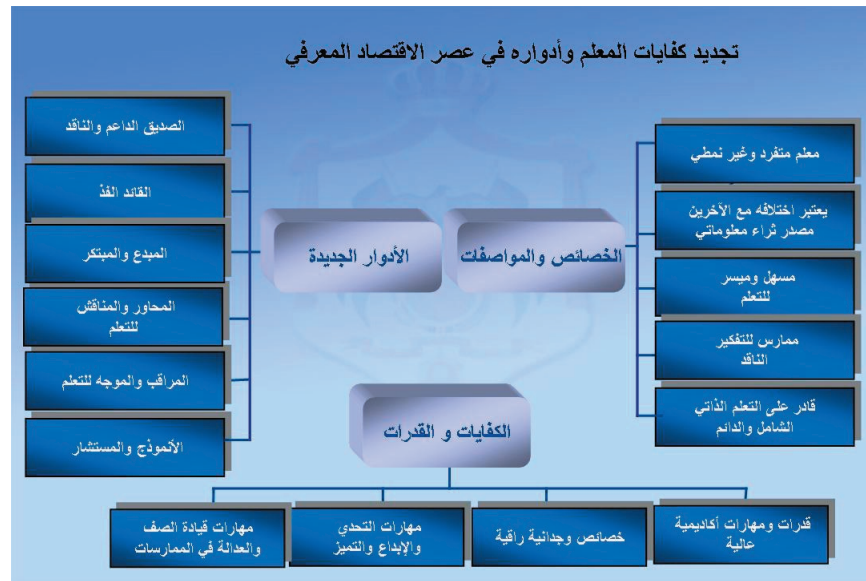 تجديد كفايات المعلم وأدواره في عصر الاقتصاد المعرفي
الخصائص والمواصفات
معلم متفرد وغير نمطي
يعتبر اختلافه مع الآخرين
مصدر ثراء معلوماتي
مسهل وميسر
للتعلم
ممارس للتفكير
الناقد
قادر على التعلم الذاتي
الشامل والدائم
الأدوار الجديدة
الصديق الداعم والناقد
القائد الفذ
المبدع والمبتكر
المحاور والمناقش
للتعلم
المراقب والموجه للتعلم
الأنموذج والمستشار
الكفايات و القدرات
قدرات ومهارات أكاديمية
عالية
خصائص وجدانية راقية
مهارات التحدي
والإبداع والتميز
مهارات قيادة الصف
والعدالة في الممارسات